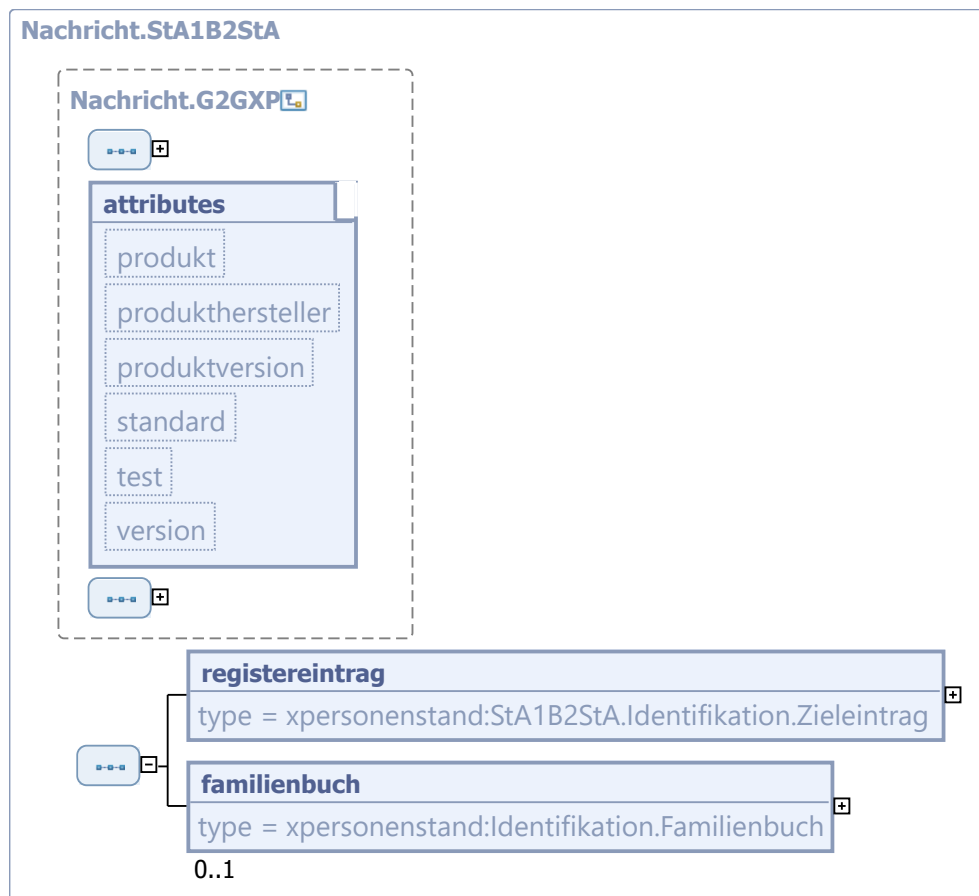 Nachricht.StA1B2StA
Nachricht.G2GXP
attributes
produkt
produkthersteller
produktversion
standard
test
version
registereintrag
type = xpersonenstand:StA1B2StA.Identifikation.Zieleintrag
familienbuch
type = xpersonenstand:Identifikation.Familienbuch
0..1